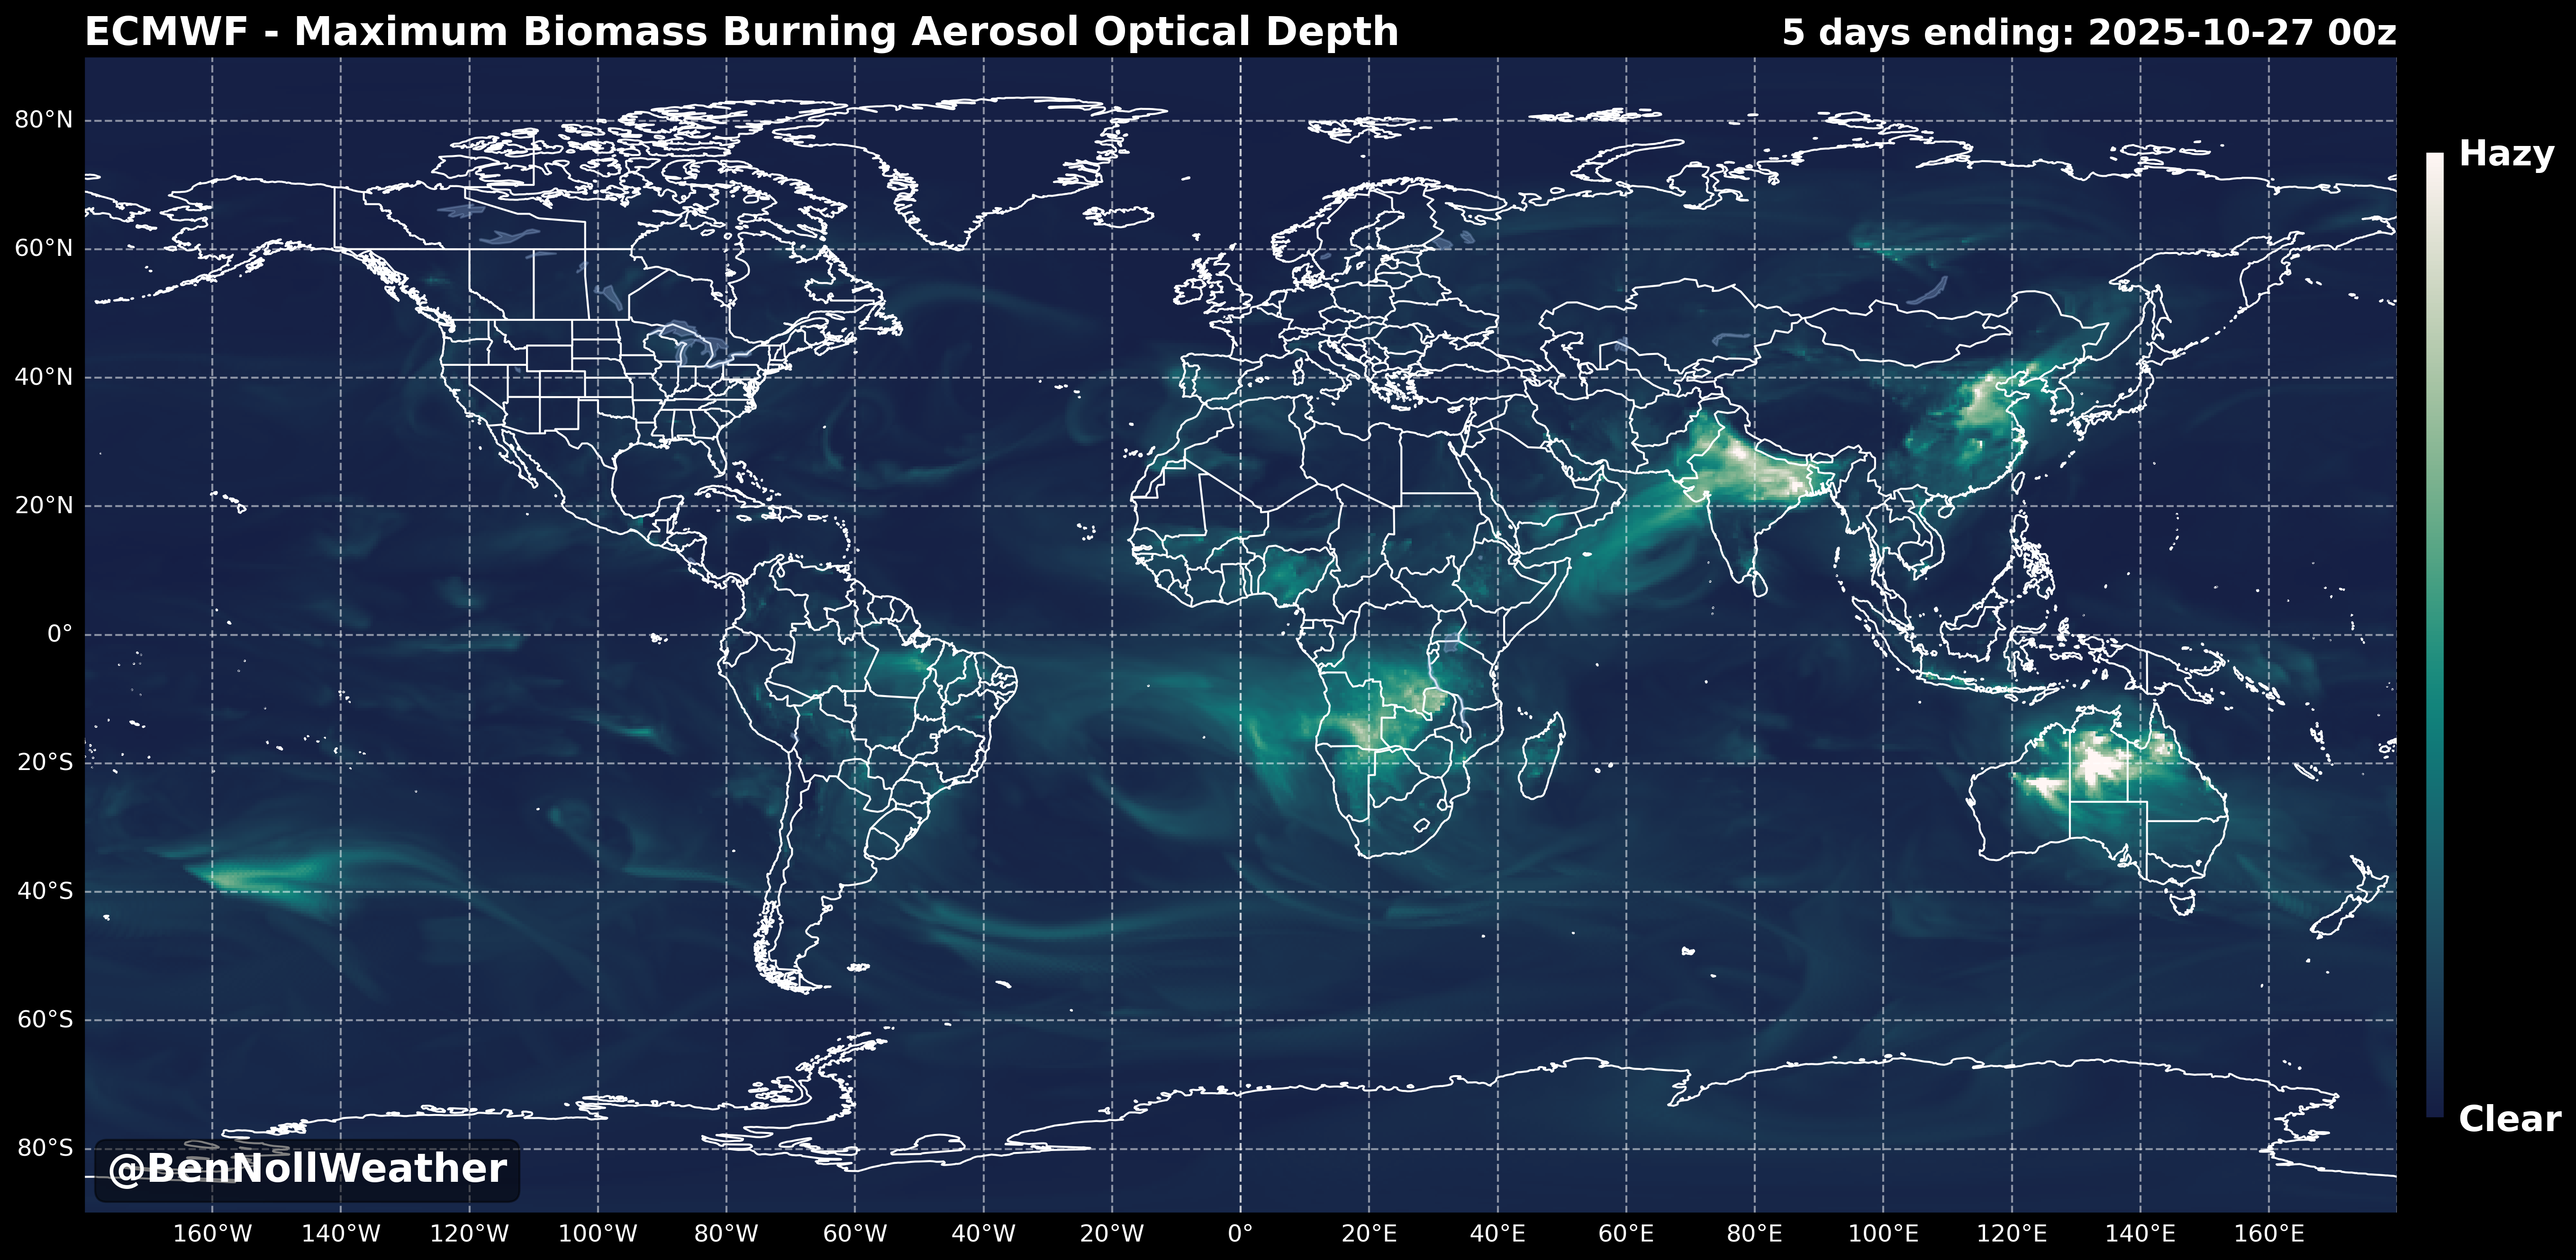 ECMWF - Maximum Biomass Burning Aerosol Optical Depth
5 days ending: 2025-10-27 00z
80°N
60°N
40°N
20°N
0°
20°S
40°S
60°S
80°S
Hazy
Clear
@BenNollWeather
160°W 140°W 120°W 100°W 80°W 60°W 40°W 20°W 0° 20°E 40°E 60°E 80°E 100°E 120°E 140°E 160°E